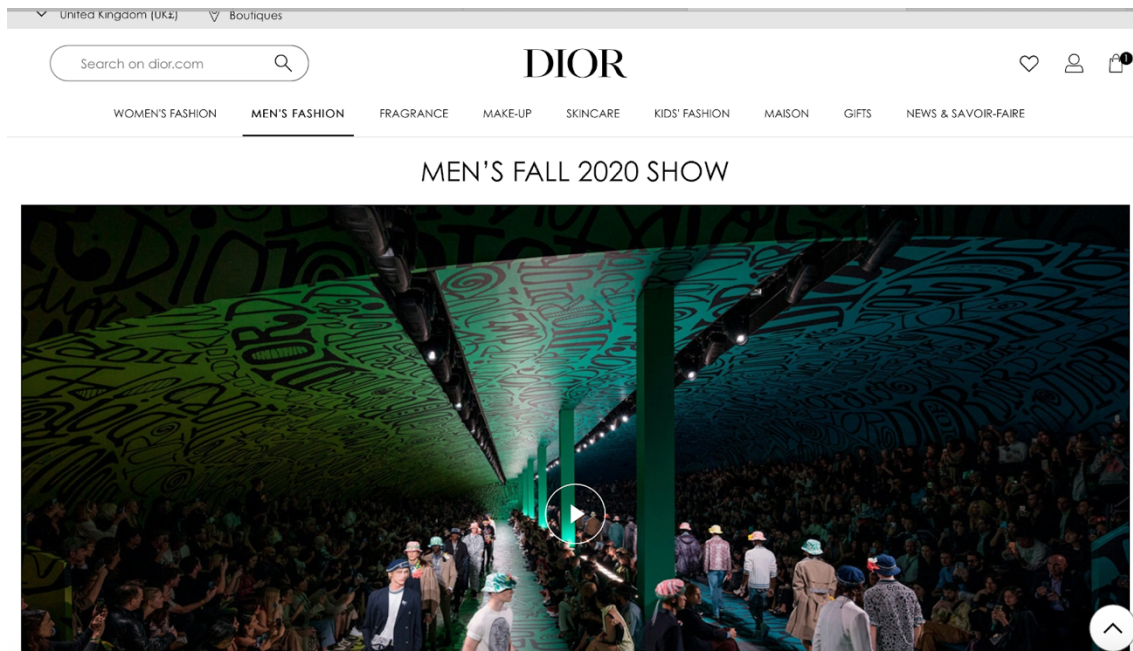 United Kingdom (UK£) Boutiques
Search on dior.com
DIOR
1
WOMEN'S FASHION MEN'S FASHION FRAGRANCE MAKE-UP SKINCARE KIDS' FASHION MAISON GIFTS NEWS & SAVOIR-FAIRE
MEN'S FALL 2020 SHOW